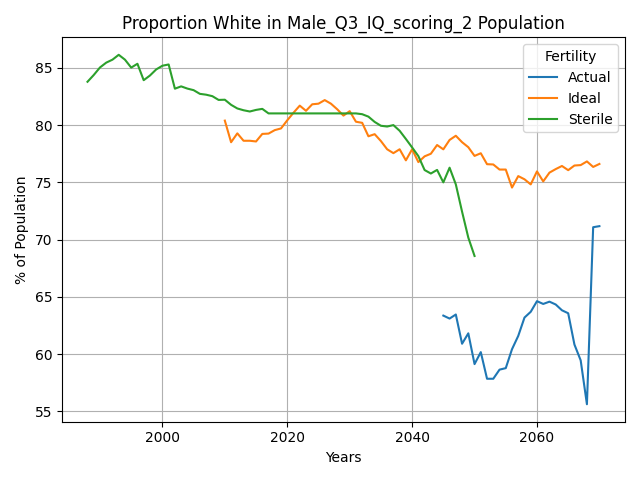 Proportion White in Male_Q3_IQ_scoring_2 Population
% of Population
85
80
75
70
65
60
55
Fertility
Actual
Ideal
Sterile
2000
2020
2040
2060
Years